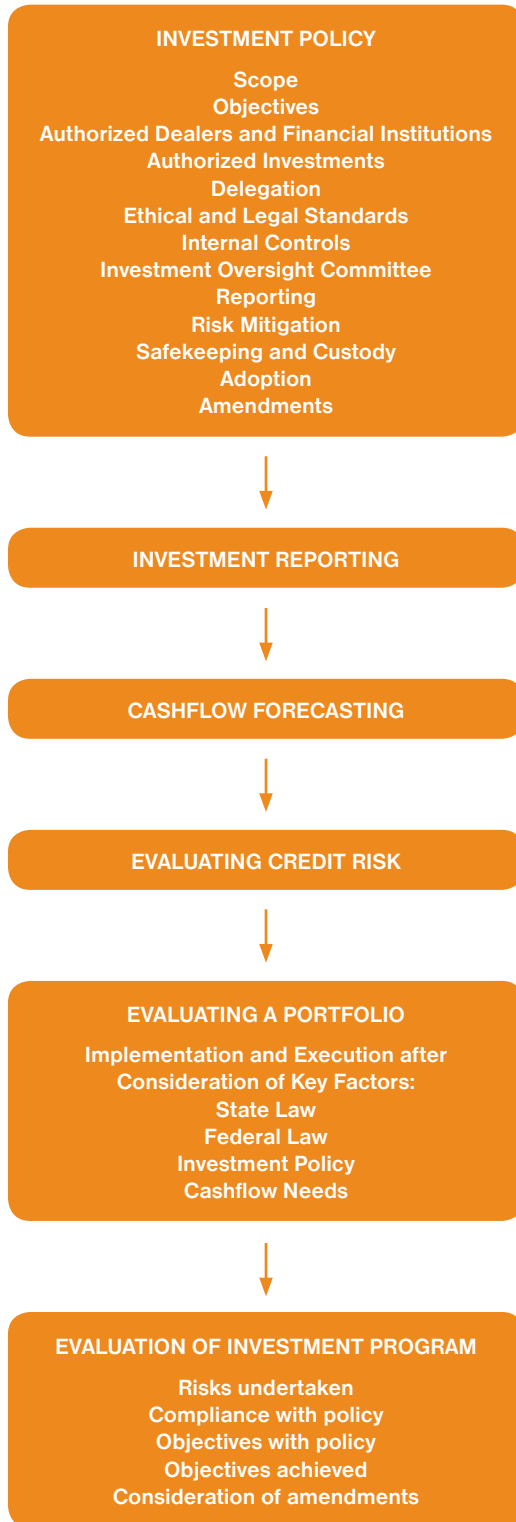 INVESTMENT POLICY
Scope
Objectives
Authorized Dealers and Financial Institutions
Authorized Investments
Delegation
Ethical and Legal Standards
Internal Controls
Investment Oversight Committee
Reporting
Risk Mitigation
Safekeeping and Custody
Adoption
Amendments
INVESTMENT REPORTING
CASHFLOW FORECASTING
EVALUATING CREDIT RISK
EVALUATING A PORTFOLIO
Implementation and Execution after
Consideration of Key Factors:
State Law
Federal Law
Investment Policy
Cashflow Needs
EVALUATION OF INVESTMENT PROGRAM
Risks undertaken
Compliance with policy
Objectives with policy
Objectives achieved
Consideration of amendments